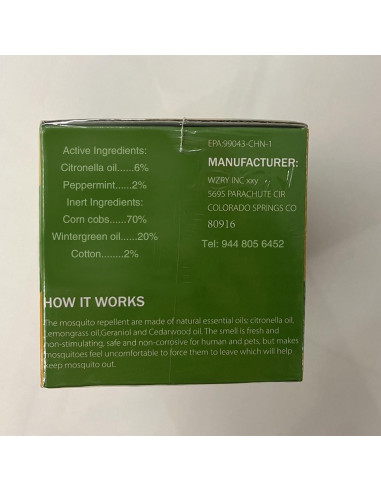 Active Ingredients:
Citronella oil......6%
Peppermint......2%
Inert Ingredients:
Corn cobs......70%
Wintergreen oil......20%
Cotton........2%
EPA:99043-CHN-1
MANUFACTURER:
WZRY INC.xxy
5695 PARACHUTE CIR
COLORADO SPRINGS CO
80916
Tel: 944 805 6452
HOW IT WORKS
The mosquito repellent are made of natural essential oils: citronella oil,
Lemongrass oil,Geraniol and Cedarwood oil. The smell is fresh and
non-stimulating, safe and non-corrosive for human and pets, but makes
mosquitoes feel uncomfortable to force them to leave which will help
keep mosquito out.